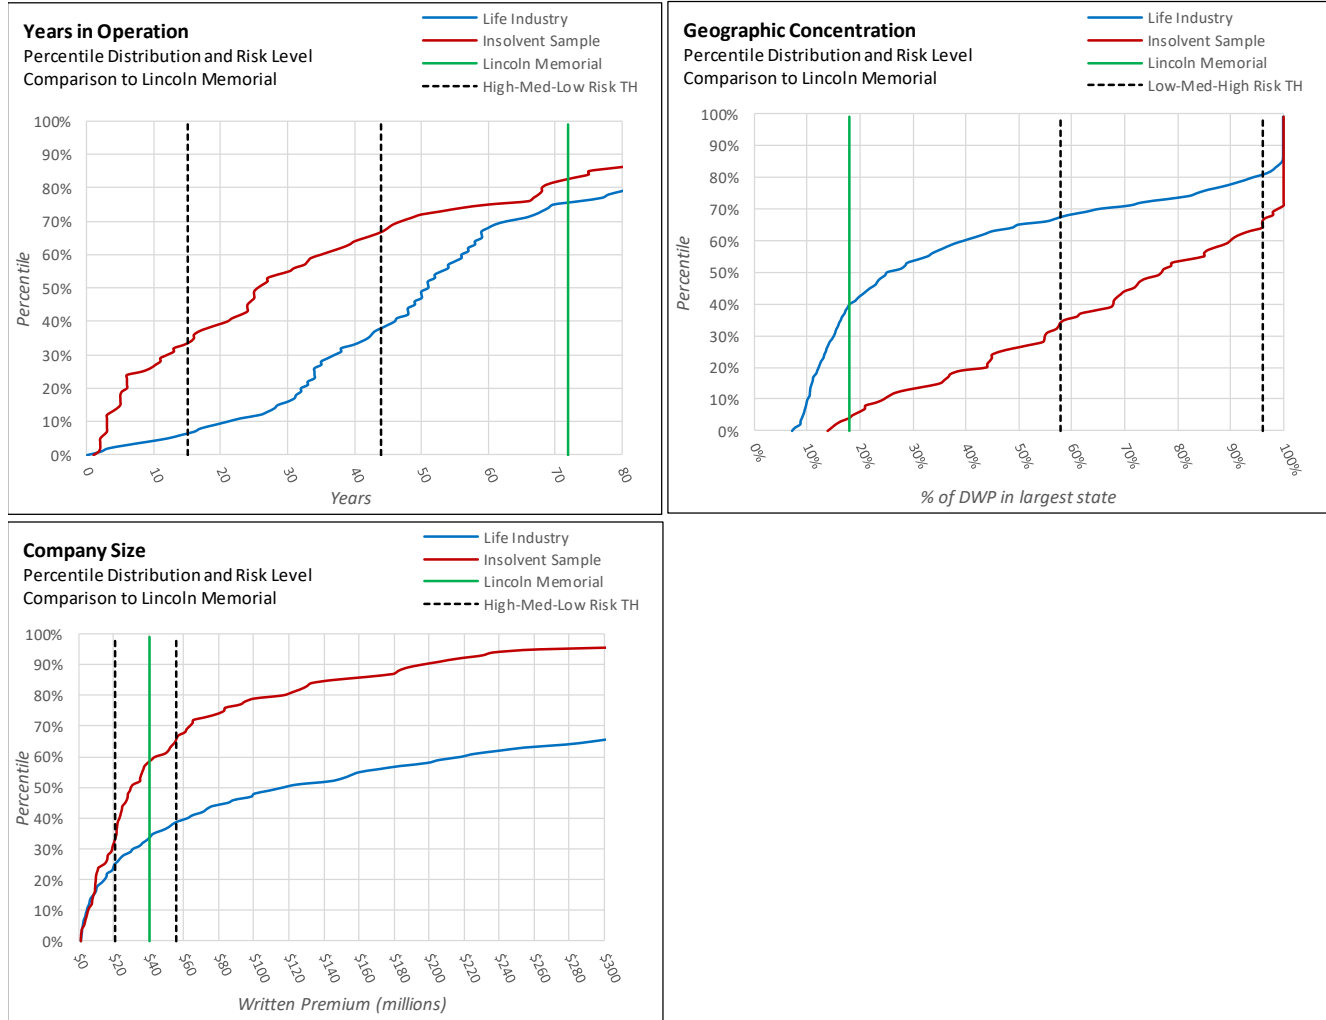 Years in Operation
Percentile Distribution and Risk Level
Comparison to Lincoln Memorial
Life Industry
Insolvent Sample
Lincoln Memorial
High-Med-Low Risk TH
100%
90%
80%
70%
60%
50%
40%
30%
20%
10%
0%
Percentile
0 10 20 30 40 50 60 70 80
Years
Geographic Concentration
Percentile Distribution and Risk Level
Comparison to Lincoln Memorial
Life Industry
Insolvent Sample
Lincoln Memorial
Low-Med-High Risk TH
100%
90%
80%
70%
60%
50%
40%
30%
20%
10%
0%
Percentile
0% 10% 20% 30% 40% 50% 60% 70% 80% 90% 100%
% of DWP in largest state
Company Size
Percentile Distribution and Risk Level
Comparison to Lincoln Memorial
Life Industry
Insolvent Sample
Lincoln Memorial
High-Med-Low Risk TH
100%
90%
80%
70%
60%
50%
40%
30%
20%
10%
0%
Percentile
$0 $20 $40 $60 $80 $100 $120 $140 $160 $180 $200 $220 $240 $260 $280 $300
Written Premium (millions)